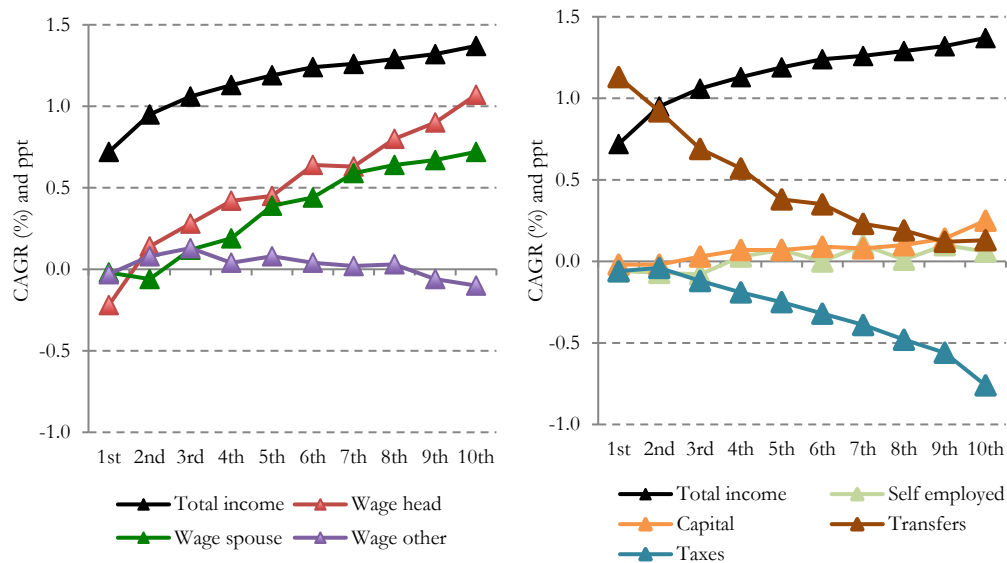 CAGR (%) and ppt
1.5
1.0
0.5
0.0
-0.5
-1.0
1st 2nd 3rd 4th 5th 6th 7th 8th 9th 10th
Total income Wage head
Wage spouse Wage other
CAGR (%) and ppt
1.5
1.0
0.5
0.0
-0.5
-1.0
1st 2nd 3rd 4th 5th 6th 7th 8th 9th 10th
Total income Self employed
Capital Transfers
Taxes